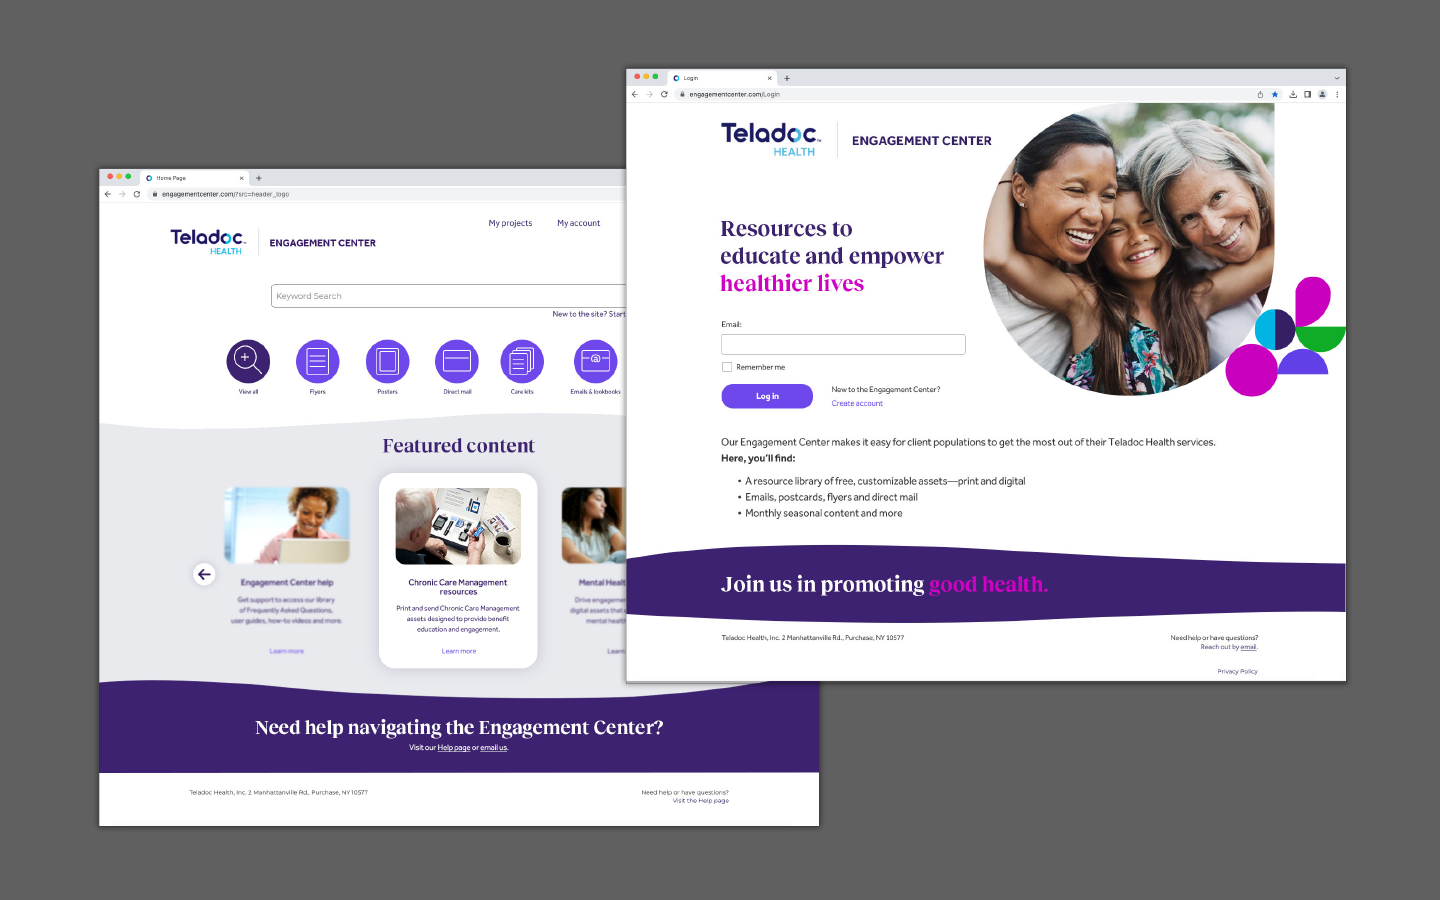 Login
engagementcenter.com/Login
Teladoc™
HEALTH
ENGAGEMENT CENTER
Resources to
educate and empower
healthier lives
Email:
Remember me
Log in
New to the Engagement Center?
Create account
Our Engagement Center makes it easy for client populations to get the most out of their Teladoc Health services.
Here, you'll find:
• A resource library of free, customizable assets—print and digital
• Emails, postcards, flyers and direct mail
• Monthly seasonal content and more
Join us in promoting good health.
Teladoc Health, Inc. 2 Manhattanville Rd., Purchase, NY 10577
Need help or have questions?
Reach out by email.
Privacy Policy
Home Page
engagementcenter.com/?src=header_logo
My projects
My account
Teladoc™
HEALTH
ENGAGEMENT CENTER
Keyword Search
New to the site? Start
View all
Flyers
Posters
Direct mail
Care kits
Emails & lookbooks
Featured content
Engagement Center help
Get support to access our library
of Frequently Asked Questions,
user guides, how-to videos and more.
Learn more
Chronic Care Management
resources
Print and send Chronic Care Management
assets designed to provide benefit
education and engagement.
Learn more
Mental Healt
Drive engagemen
digital assets that
mental health
Learn
Need help navigating the Engagement Center?
Visit our Help page or email us.
Teladoc Health, Inc. 2 Manhattanville Rd., Purchase, NY 10577
Need help or have questions?
Visit the Help page